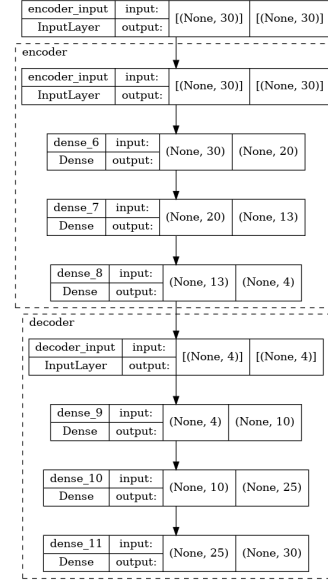 encoder_input input: [(None, 30)] [(None, 30)]
InputLayer output:
encoder
encoder_input input: [(None, 30)] [(None, 30)]
InputLayer output:
dense_6 input: (None, 30) (None, 20)
Dense output:
dense_7 input: (None, 20) (None, 13)
Dense output:
dense_8 input: (None, 13) (None, 4)
Dense output:
decoder
decoder_input input: [(None, 4)] [(None, 4)]
InputLayer output:
dense_9 input: (None, 4) (None, 10)
Dense output:
dense_10 input: (None, 10) (None, 25)
Dense output:
dense_11 input: (None, 25) (None, 30)
Dense output: